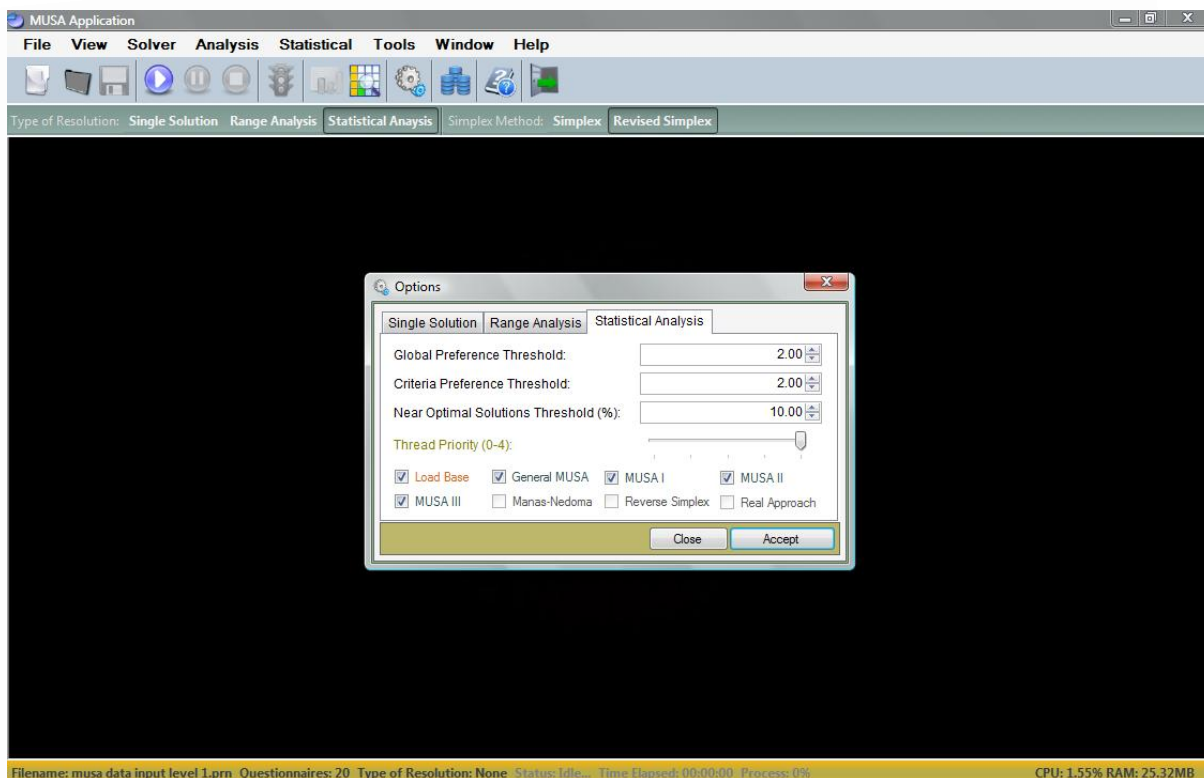 MUSA Application
File View Solver Analysis Statistical Tools Window Help
Type of Resolution: Single Solution Range Analysis Statistical Anaysis Simplex Method: Simplex Revised Simplex
Options
Single Solution Range Analysis Statistical Analysis
Global Preference Threshold: 2.00
Criteria Preference Threshold: 2.00
Near Optimal Solutions Threshold (%): 10.00
Thread Priority (0-4):
Load Base General MUSA MUSA I MUSA II
MUSA III Manas-Nedoma Reverse Simplex Real Approach
Close Accept
Filename: musa data input level 1.prn Questionnaires: 20 Type of Resolution: None Status: Idle... Time Elapsed: 00:00:00 Process: 0% CPU: 1.55% RAM: 25.32MB